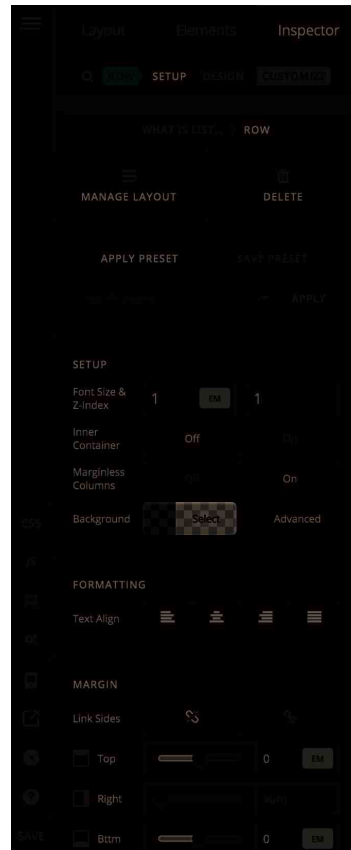 Layout Elements Inspector
ROW SETUP DESIGN CUSTOMIZE
WHAT IS LIST... ROW
MANAGE LAYOUT DELETE
APPLY PRESET SAVE PRESET
APPLY
SETUP
Font Size & Z-Index 1 EM 1
Inner Container Off On
Marginless Columns Off On
Background Select Advanced
FORMATTING
Text Align
MARGIN
Link Sides
Top 0 EM
Right
Bttm 0 EM
CSS
SAVE